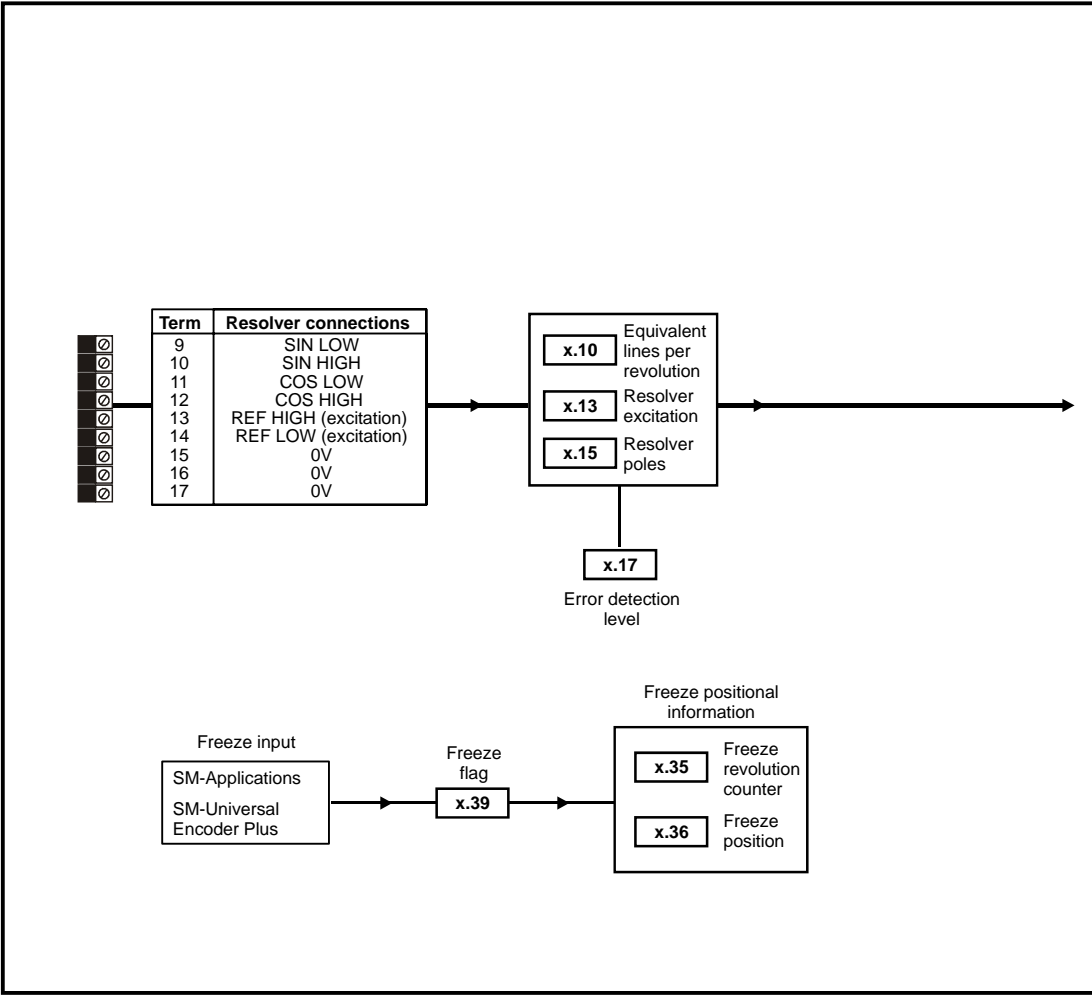 Term Resolver connections
9 SIN LOW
10 SIN HIGH
11 COS LOW
12 COS HIGH
13 REF HIGH (excitation)
14 REF LOW (excitation)
15 0V
16 0V
17 0V
x.10
Equivalent
lines per
revolution
x.13
Resolver
excitation
x.15
Resolver
poles
x.17
Error detection
level
Freeze input
SM-Applications
SM-Universal
Encoder Plus
Freeze
flag
x.39
Freeze positional
information
x.35
Freeze
revolution
counter
x.36
Freeze
position